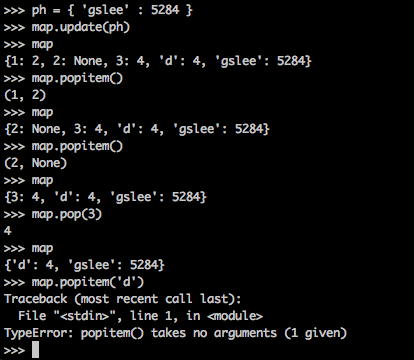 >>> ph = { 'gslee' : 5284 }
>>> map.update(ph)
>>> map
{1: 2, 2: None, 3: 4, 'd': 4, 'gslee': 5284}
>>> map.popitem()
(1, 2)
>>> map
{2: None, 3: 4, 'd': 4, 'gslee': 5284}
>>> map.popitem()
(2, None)
>>> map
{3: 4, 'd': 4, 'gslee': 5284}
>>> map.pop(3)
4
>>> map
{'d': 4, 'gslee': 5284}
>>> map.popitem('d')
Traceback (most recent call last):
  File "<stdin>", line 1, in <module>
TypeError: popitem() takes no arguments (1 given)
>>>